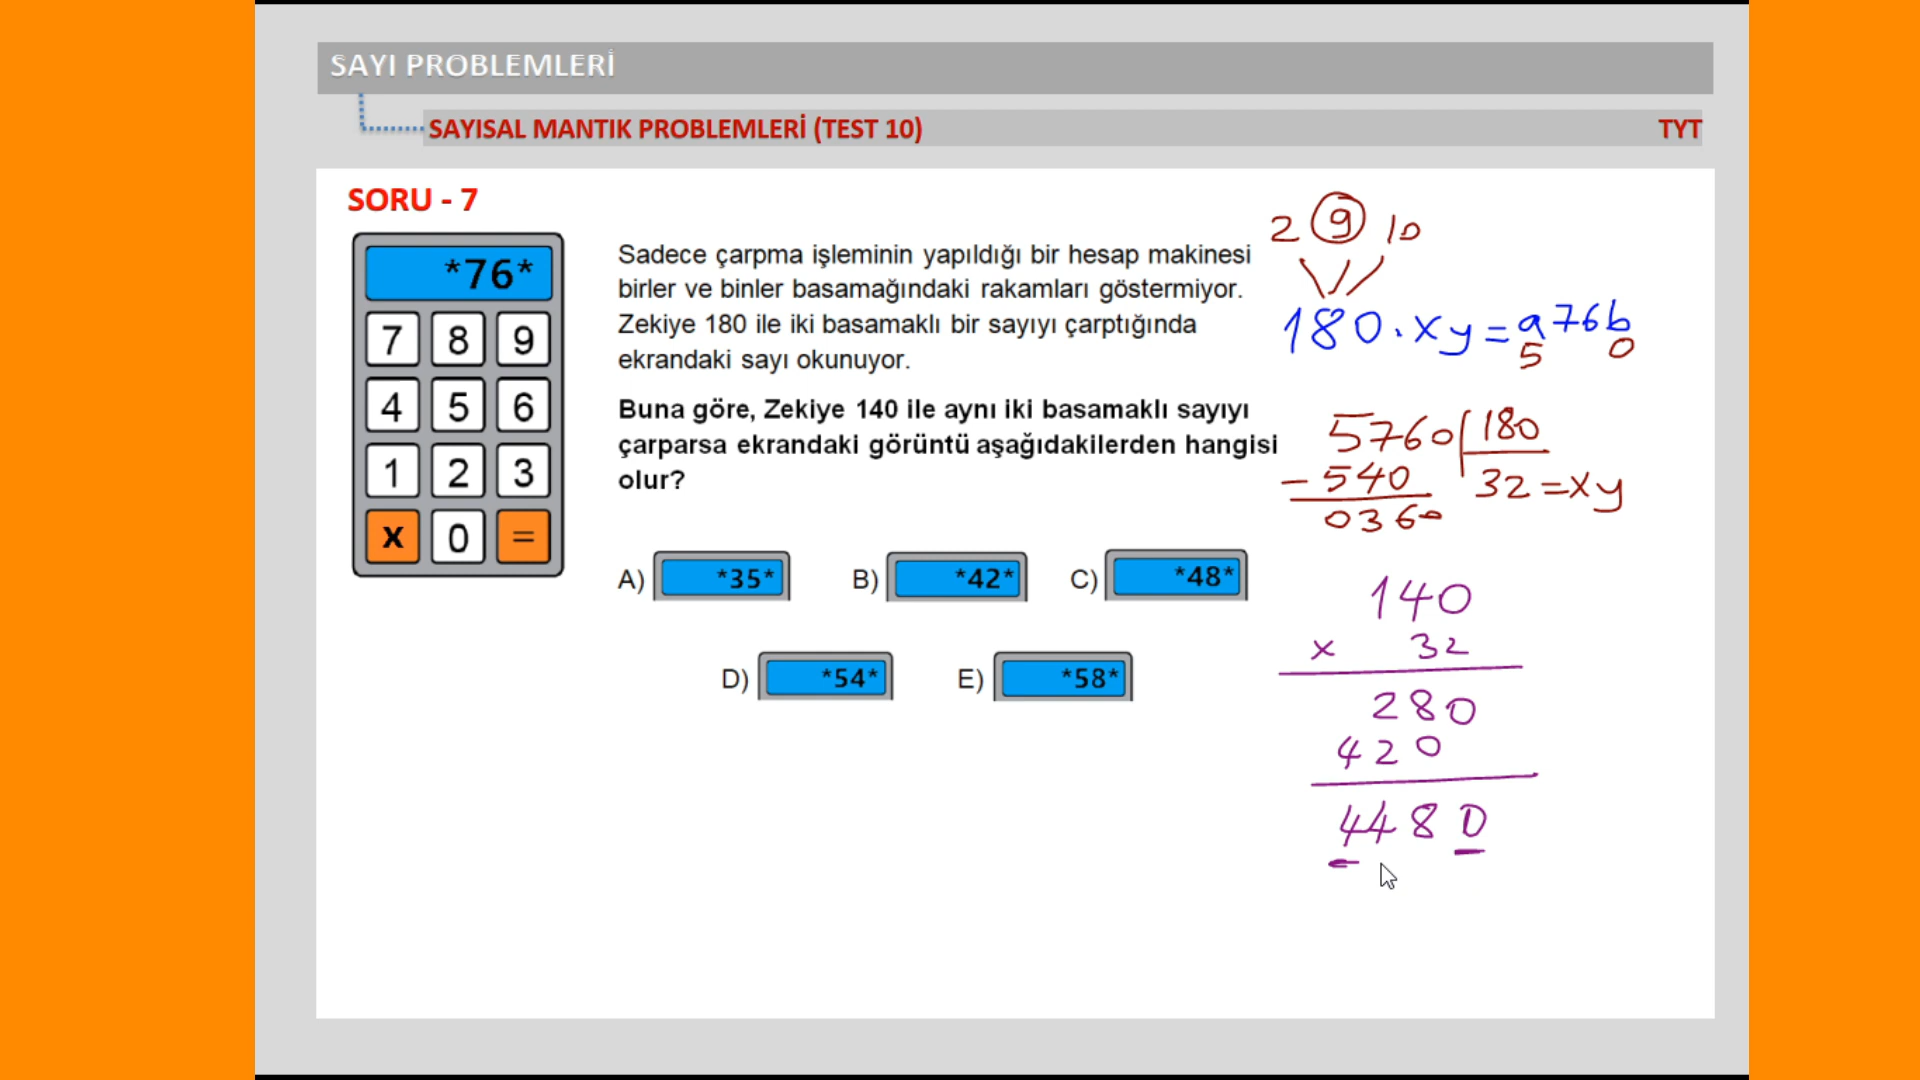 SAYI PROBLEMLERİ
SAYISAL MANTIK PROBLEMLERİ (TEST 10) TYT
SORU - 7
*76*
7 8 9
4 5 6
1 2 3
x 0 =
Sadece çarpma işleminin yapıldığı bir hesap makinesi
birler ve binler basamağındaki rakamları göstermiyor.
Zekiye 180 ile iki basamaklı bir sayıyı çarptığında
ekrandaki sayı okunuyor.
Buna göre, Zekiye 140 ile aynı iki basamaklı sayıyı
çarparsa ekrandaki görüntü aşağıdakilerden hangisi
olur?
A) *35* B) *42* C) *48*
D) *54* E) *58*
2 9 10
180.xy=a76b
5 0
5760 180
-540 32=xy
0360
140
x 32
280
420
4480